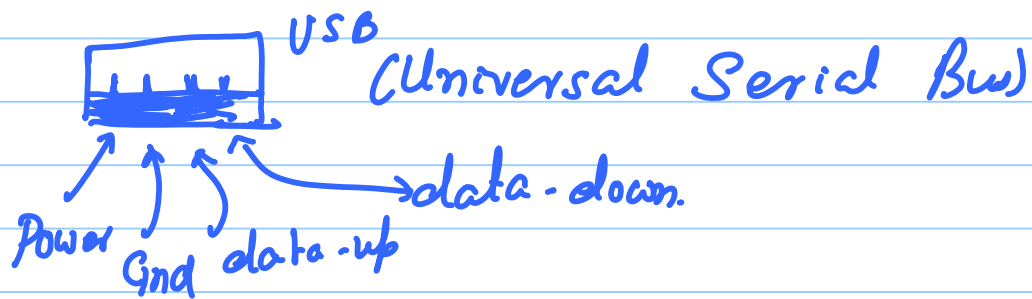 USB
(Universal Serial Bus)
data-down.
Power Gnd data-up